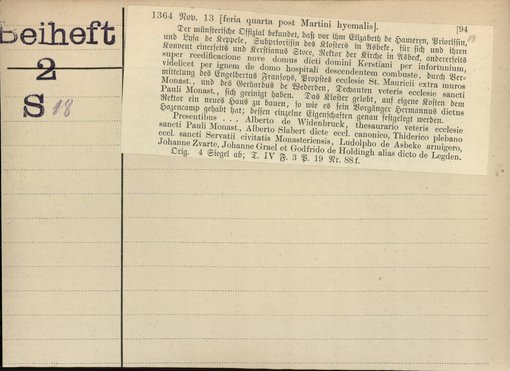 Beiheft
2
S 18
1364 Nov. 13 [feria quarta post Martini hyemalis]. [94
Der münsterische Offizial bekundet, daß vor ihm Elizabeth de Hameren, Priorissin,
und Lysa de Keppele, Subpriorissin des Klosters in Asbeke, für sich und ihren
Konvent einerseits und Kerstianus Stoce, Rektor der Kirche in Asbeck, andererseits
super reedificacione nove domus dicti domini Kerstiani per infortunium,
videlicet per ignem de domo hospitali descendentem combuste, durch Ver-
mittelung des Engelbertus Fransoys, Propstes ecclesie St. Mauricii extra muros
Monast., und des Gerhardus de Wederden, Dechanten veteris ecclesie sancti
Pauli Monast., sich geeinigt haben. Das Kloster gelobt, auf eigne Kosten dem
Rektor ein neues Haus zu bauen, so wie es sein Vorgänger Hermannus dictus
Hagencamp gehabt hat; dessen einzelne Eigenschaften genau festgelegt werden.
Presentibus . . . Alberto de Widenbruck, thesaurario veteris ecclesie
sancti Pauli Monast., Alberto Slabert dicte eccl. canonico, Thiderico plebano
eccl. sancti Servatii civitatis Monasteriensis, Ludolpho de Asbeke armigero,
Johanne Zvarte, Johanne Grael et Godfrido de Holdingh alias dicto de Legden.
Orig. 4 Siegel ab; T. IV F. 3 P. 19 Nr. 88 f.